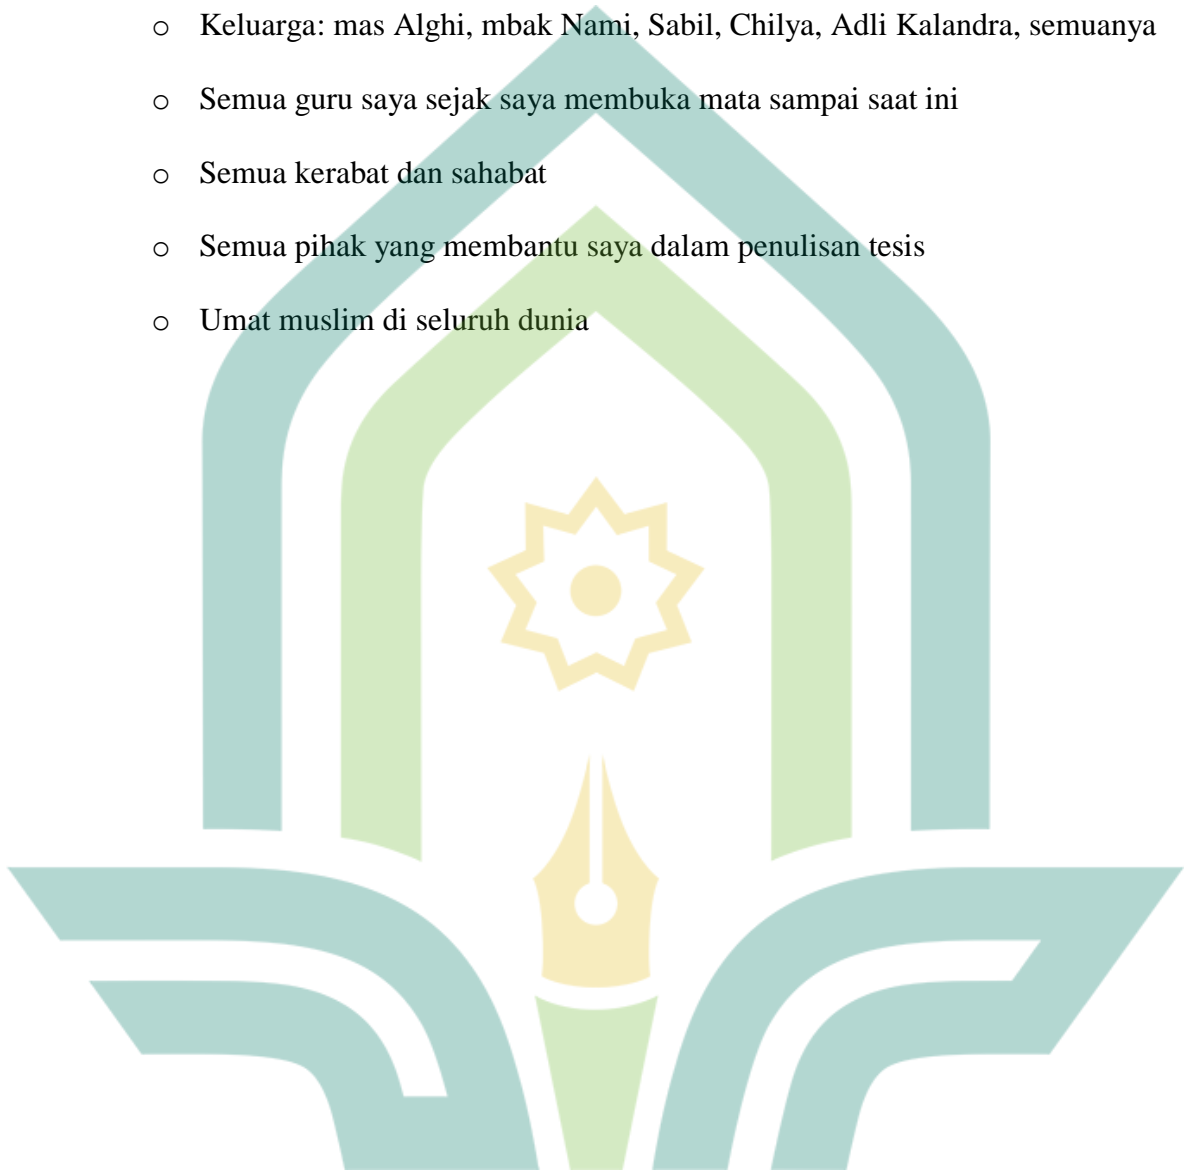 o Keluarga: mas Alghi, mbak Nami, Sabil, Chilya, Adli Kalandra, semuanya
o Semua guru saya sejak saya membuka mata sampai saat ini
o Semua kerabat dan sahabat
o Semua pihak yang membantu saya dalam penulisan tesis
o Umat muslim di seluruh dunia